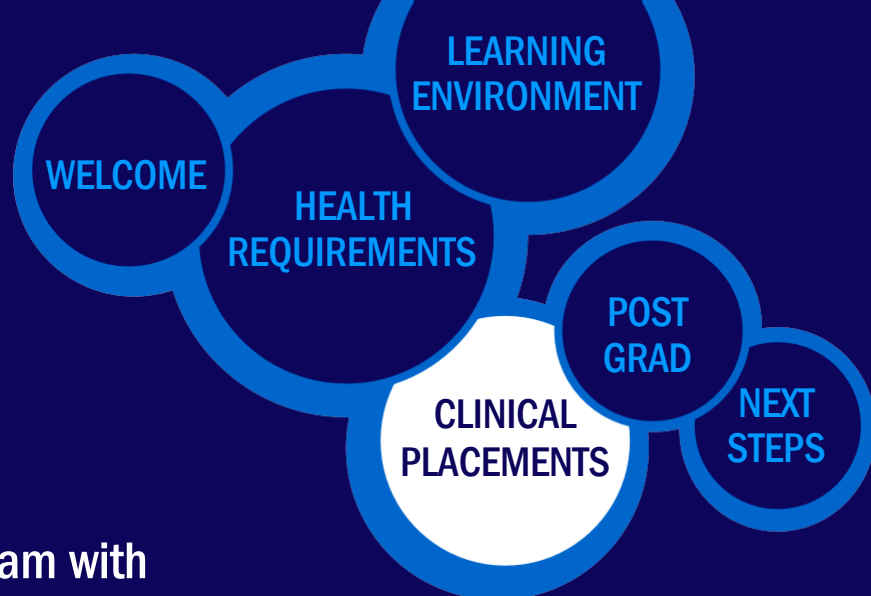 LEARNING
ENVIRONMENT
WELCOME
HEALTH
REQUIREMENTS
POST
GRAD
CLINICAL
PLACEMENTS
NEXT
STEPS
am with